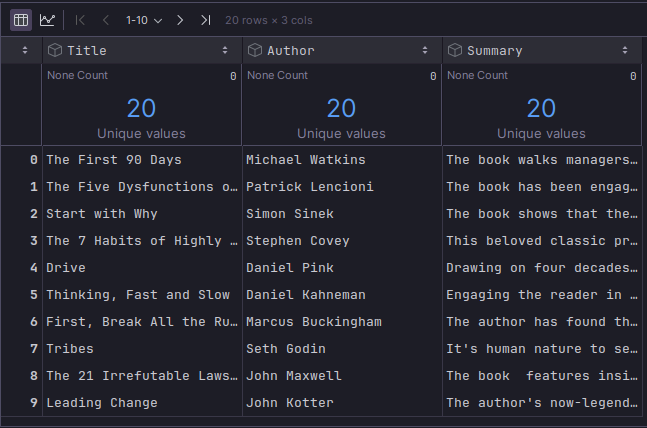 1-10 20 rows × 3 cols
Title Author Summary
None Count 0 None Count 0 None Count 0
20 20 20
Unique values Unique values Unique values
0 The First 90 Days Michael Watkins The book walks managers…
1 The Five Dysfunctions o… Patrick Lencioni The book has been engag…
2 Start with Why Simon Sinek The book shows that the…
3 The 7 Habits of Highly … Stephen Covey This beloved classic pr…
4 Drive Daniel Pink Drawing on four decades…
5 Thinking, Fast and Slow Daniel Kahneman Engaging the reader in …
6 First, Break All the Ru… Marcus Buckingham The author has found th…
7 Tribes Seth Godin It's human nature to se…
8 The 21 Irrefutable Laws… John Maxwell The book  features insi…
9 Leading Change John Kotter The author's now-legend…